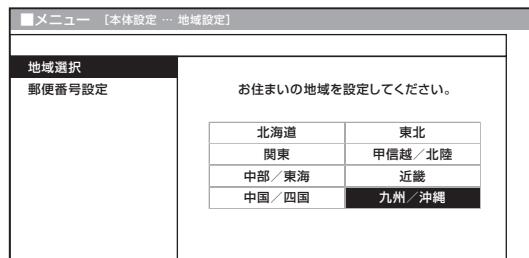 ■メニュー [本体設定 … 地域設定]
地域選択
郵便番号設定
お住まいの地域を設定してください。
北海道 東北
関東 甲信越／北陸
中部／東海 近畿
中国／四国 九州／沖縄